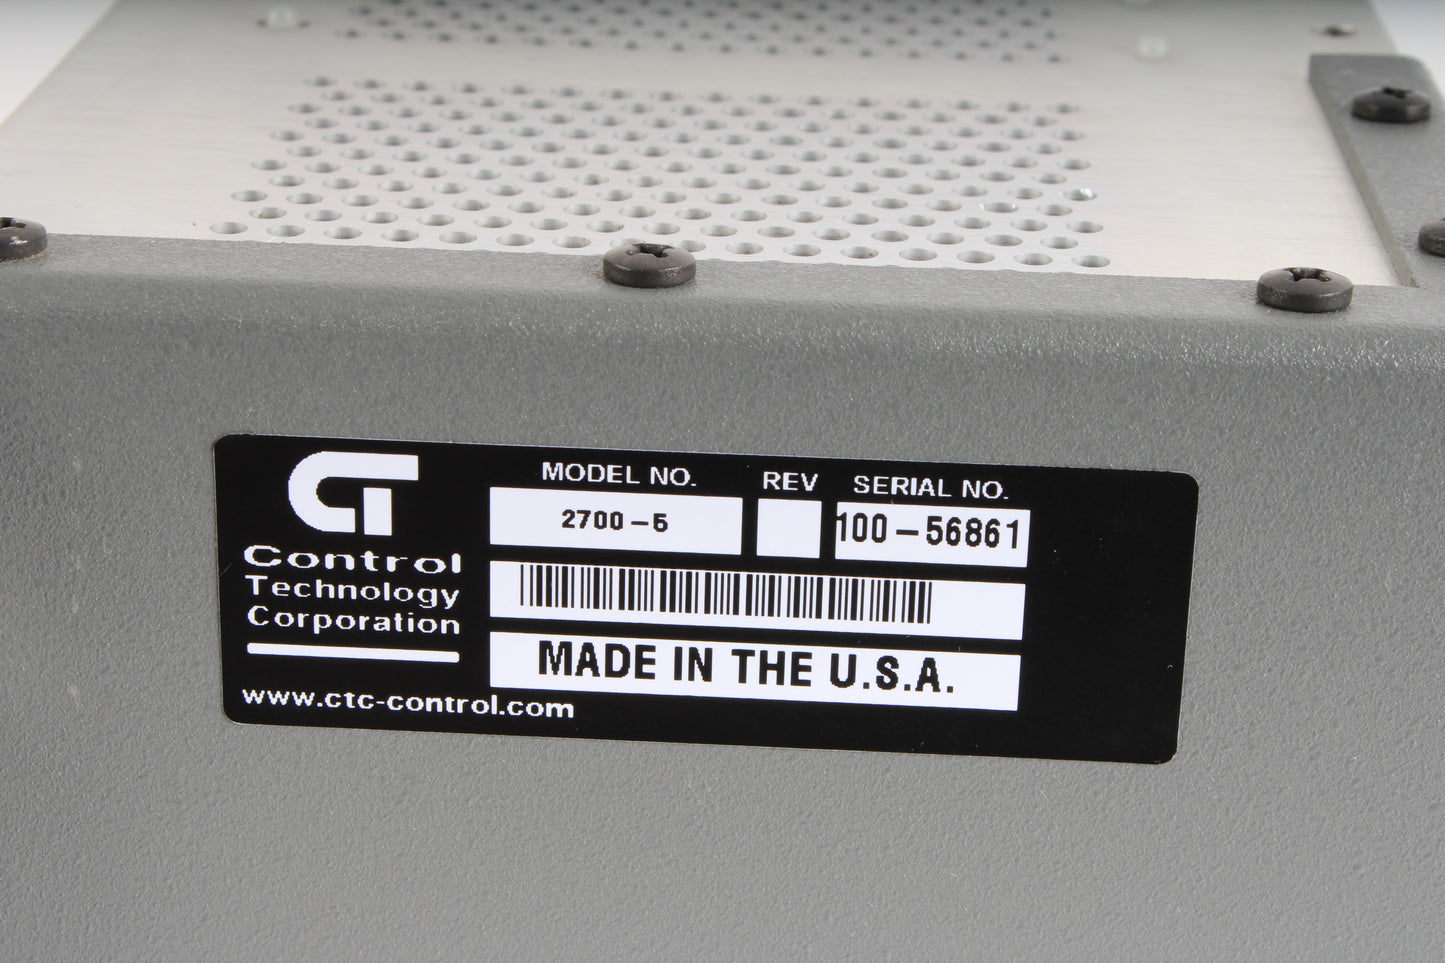 CT
Control
Technology
Corporation
www.ctc-control.com
MODEL NO. REV SERIAL NO.
2700-5 100-56861
MADE IN THE U.S.A.